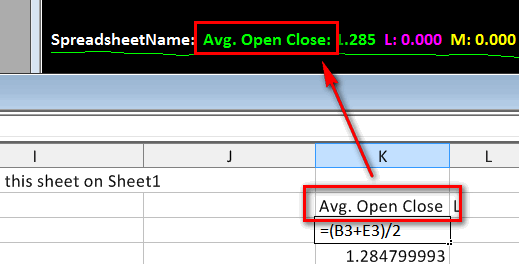 SpreadsheetName: Avg. Open Close: 1.285 L: 0.000 M: 0.000
I J K L
this sheet on Sheet1
Avg. Open Close L
=(B3+E3)/2
1.284799993